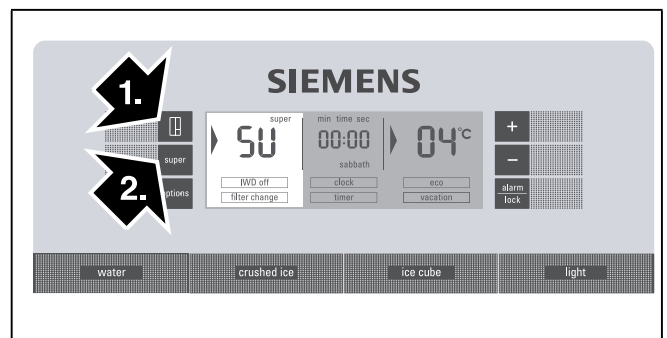 SIEMENS
1.
super
SU
min time sec
00:00
sabbath
04°C
+
super
−
2.
ptions
IWD off
clock
eco
filter change
timer
vacation
alarm
lock
water
crushed ice
ice cube
light